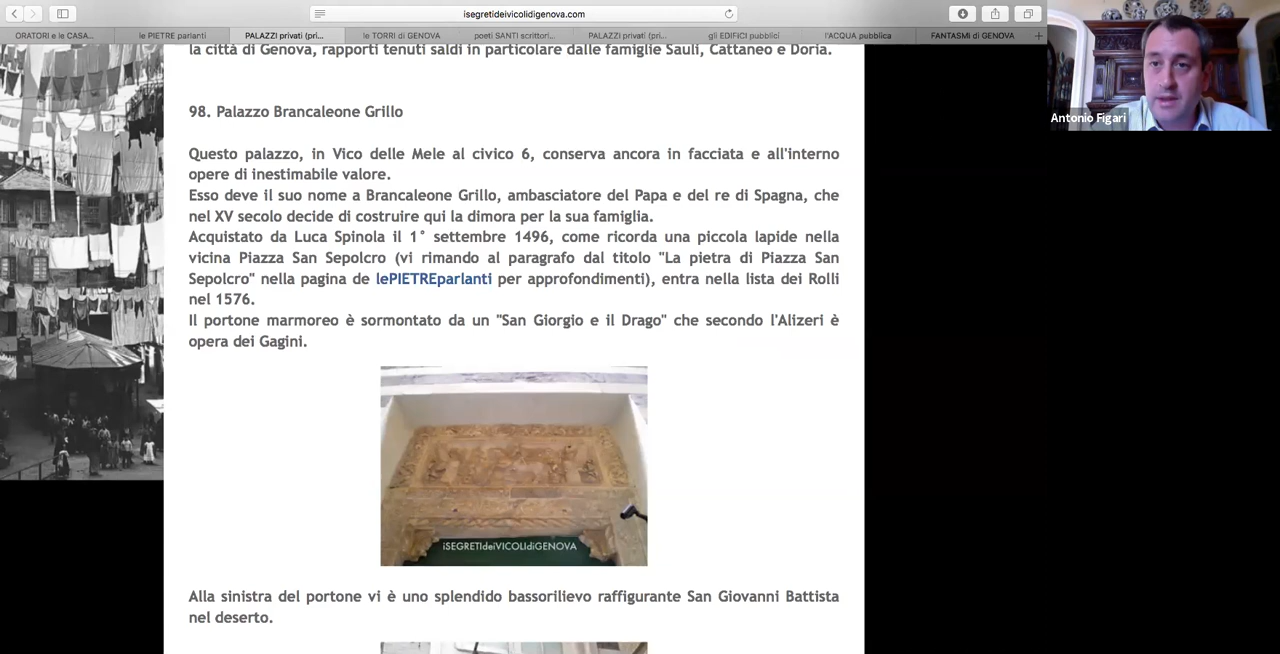 isegretideivicolidigenova.com
ORATORI e le CASA...
le PIETRE parlanti
PALAZZI privati (pri...
le TORRI di GENOVA
poeti SANTI scrittori...
PALAZZI privati (pri...
gli EDIFICI pubblici
l'ACQUA pubblica
FANTASMI di GENOVA
Antonio Figari
la città di Genova, rapporti tenuti saldi in particolare dalle famiglie Sauli, Cattaneo e Doria.
98. Palazzo Brancaleone Grillo
Questo palazzo, in Vico delle Mele al civico 6, conserva ancora in facciata e all'interno
opere di inestimabile valore.
Esso deve il suo nome a Brancaleone Grillo, ambasciatore del Papa e del re di Spagna, che
nel XV secolo decide di costruire qui la dimora per la sua famiglia.
Acquistato da Luca Spinola il 1° settembre 1496, come ricorda una piccola lapide nella
vicina Piazza San Sepolcro (vi rimando al paragrafo dal titolo "La pietra di Piazza San
Sepolcro" nella pagina de lePIETREparlanti per approfondimenti), entra nella lista dei Rolli
nel 1576.
Il portone marmoreo è sormontato da un "San Giorgio e il Drago" che secondo l'Alizeri è
opera dei Gagini.
iSEGRETIdeiVICOLIdiGENOVA
Alla sinistra del portone vi è uno splendido bassorilievo raffigurante San Giovanni Battista
nel deserto.